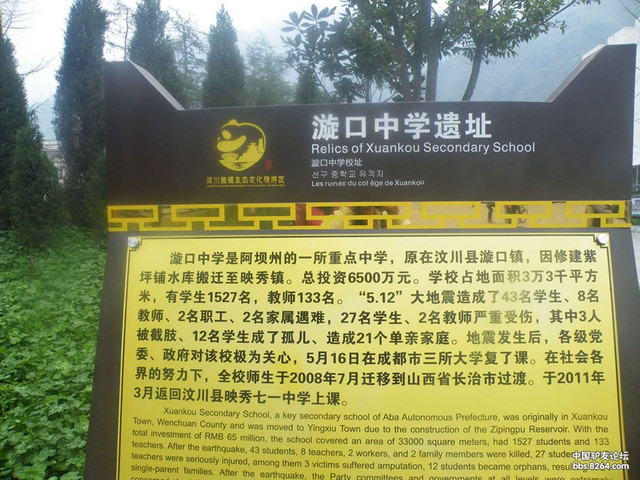 漩口中学遗址
Relics of Xuankou Secondary School
漩口中学校址
선구 중학교 유적지
Les ruines du collège de Xuankou
漩口中学是阿坝州的一所重点中学，原在汶川县漩口镇，因修建紫
坪铺水库搬迁至映秀镇。总投资6500万元。学校占地面积3万3千平方
米，有学生1527名，教师133名。“5.12”大地震造成了43名学生、8名
教师、2名职工、2名家属遇难，27名学生、2名教师严重受伤，其中3人
被截肢、12名学生成了孤儿、造成21个单亲家庭。地震发生后，各级党
委、政府对该校极为关心，5月16日在成都市三所大学复了课。在社会各
界的努力下，全校师生于2008年7月迁移到山西省长治市过渡。于2011年
3月返回汶川县映秀七一中学上课。
Xuankou Secondary School, a key secondary school of Aba Autonomous Prefecture, was originally in Xuankou
Town, Wenchuan County and was moved to Yingxiu Town due to the construction of the Zipingpu Reservoir. With the
total investment of RMB 65 million, the school covered an area of 33000 square meters, had 1527 students and 133
teachers. After the earthquake, 43 students, 8 teachers, 2 workers, and 2 family members were killed, 27 students
teachers were seriously injured, among them 3 victims suffered amputation, 12 students became orphans,
single-parent families. After the earthquake, the Party committees and governments at all levels were extremely
中国驴友论坛
bbs.8264.com